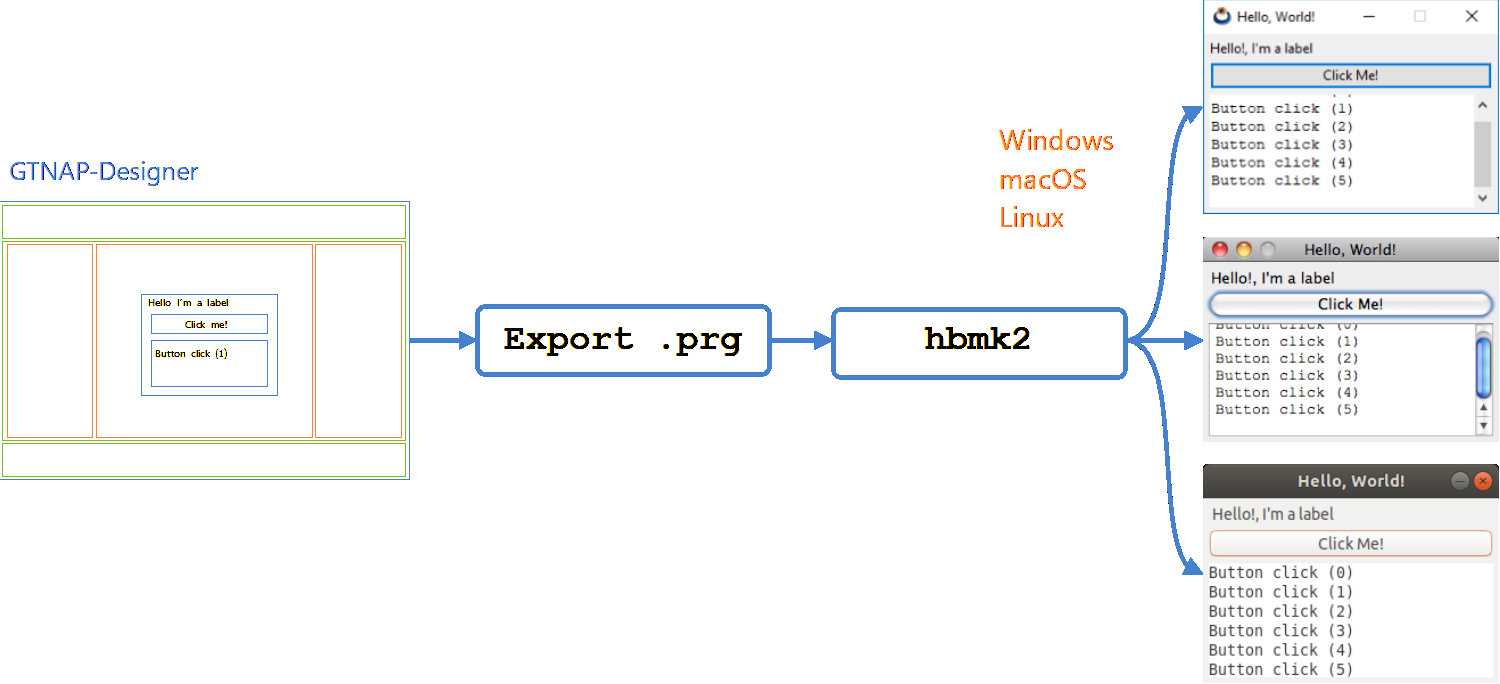 GTNAP-Designer
Hello I'm a label
Click me!
Button click (1)
Export .prg
hbmk2
Windows
macOS
Linux
Hello, World!
Hello!, I'm a label
Click Me!
Button click (1)
Button click (2)
Button click (3)
Button click (4)
Button click (5)
Hello, World!
Hello!, I'm a label
Click Me!
Button click (0)
Button click (1)
Button click (2)
Button click (3)
Button click (4)
Button click (5)
Hello, World!
Hello!, I'm a label
Click Me!
Button click (0)
Button click (1)
Button click (2)
Button click (3)
Button click (4)
Button click (5)